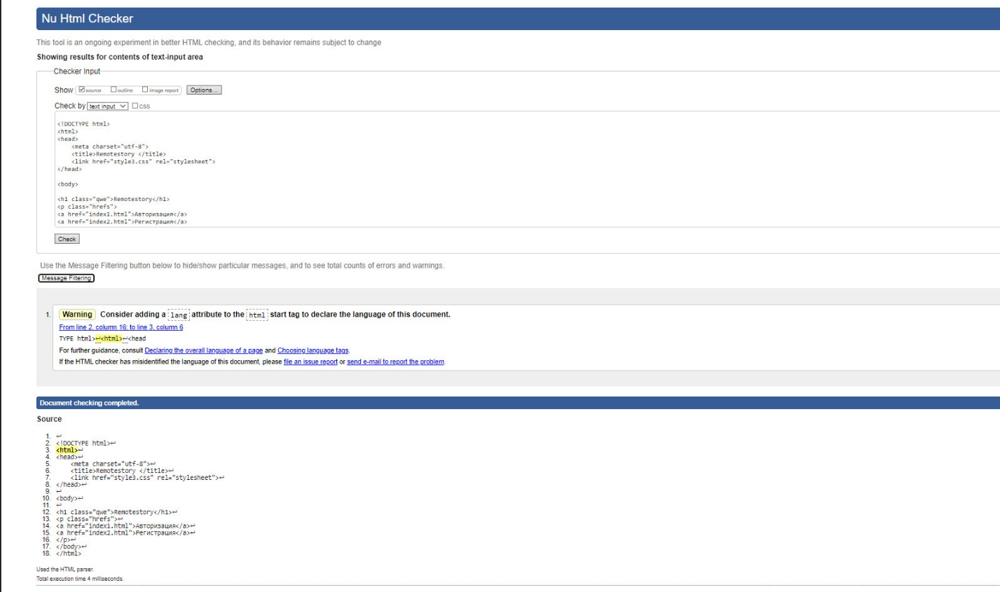 Nu Html Checker
This tool is an ongoing experiment in better HTML checking, and its behavior remains subject to change
Showing results for contents of text-input area
Checker Input
Show source outline image report Options...
Check by text input css
<!DOCTYPE html>
<html>
<head>
    <meta charset="utf-8">
    <title>Remotestory </title>
    <link href="style3.css" rel="stylesheet">
</head>
<body>
<h1 class="qwe">Remotestory</h1>
<p class="hrefs">
<a href="index1.html">Авторизация</a>
<a href="index2.html">Регистрация</a>
Check
Use the Message Filtering button below to hide/show particular messages, and to see total counts of errors and warnings.
Message Filtering
1. Warning Consider adding a lang attribute to the html start tag to declare the language of this document.
From line 2, column 16; to line 3, column 6
TYPE html>↩<html>↩<head
For further guidance, consult Declaring the overall language of a page and Choosing language tags.
If the HTML checker has misidentified the language of this document, please file an issue report or send e-mail to report the problem.
Document checking completed.
Source
1. ↩
2. <!DOCTYPE html>↩
3. <html>↩
4. <head>↩
5.     <meta charset="utf-8">↩
6.     <title>Remotestory </title>↩
7.     <link href="style3.css" rel="stylesheet">↩
8. </head>↩
9. ↩
10. <body>↩
11. ↩
12. <h1 class="qwe">Remotestory</h1>↩
13. <p class="hrefs">↩
14. <a href="index1.html">Авторизация</a>↩
15. <a href="index2.html">Регистрация</a>↩
16. </p>↩
17. </body>↩
18. </html>
Used the HTML parser.
Total execution time 4 milliseconds.